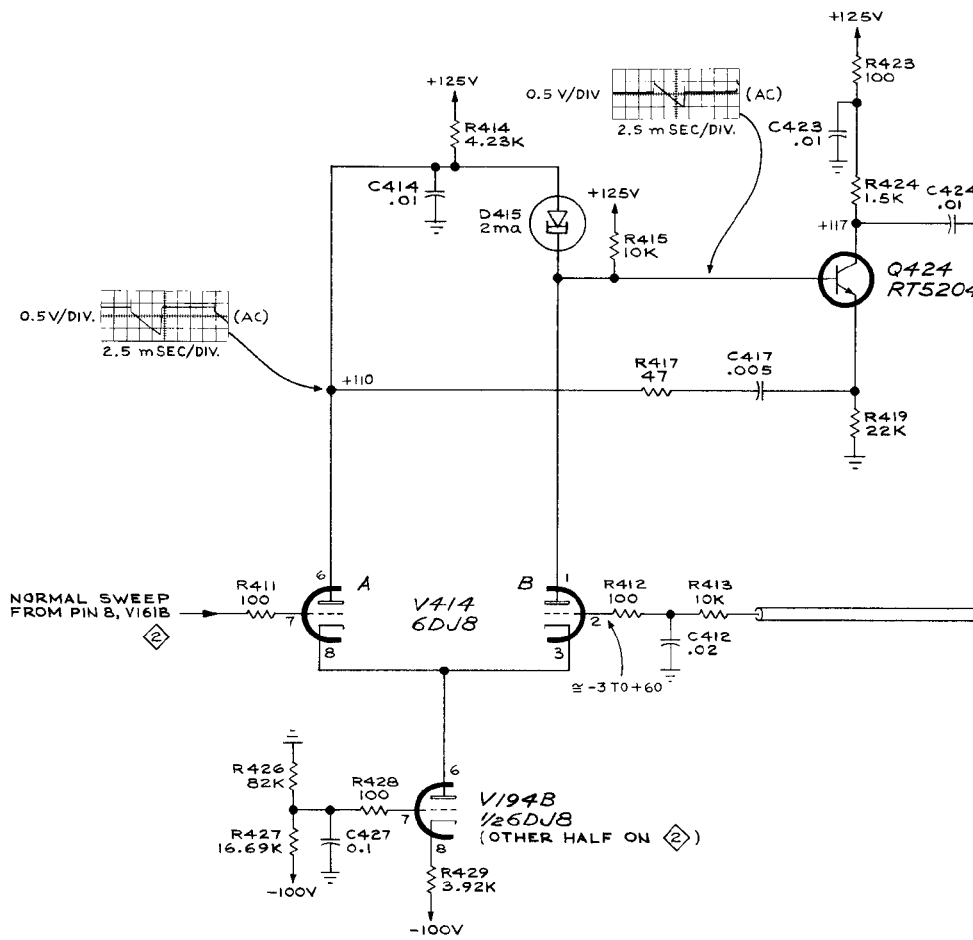 +125V
R423
100
0.5 V/DIV
(AC)
2.5 m SEC/DIV.
C423
.01
+125V
R414
4.23K
C414
.01
D415
2ma
+125V
R415
10K
R424
1.5K
C424
.01
+117
Q424
RT5204
0.5V/DIV.
(AC)
2.5 m SEC/DIV.
+110
R417
47
C417
.005
R419
22K
NORMAL SWEEP
FROM PIN 8, V161B
2
R411
100
6
A
7
8
V414
6DJ8
B
1
2
3
R412
100
R413
10K
C412
.02
≅ -3 TO +60
R426
82K
R428
100
R427
16.69K
C427
0.1
-100V
6
7
8
V194B
½6DJ8
(OTHER HALF ON 2)
R429
3.92K
-100V